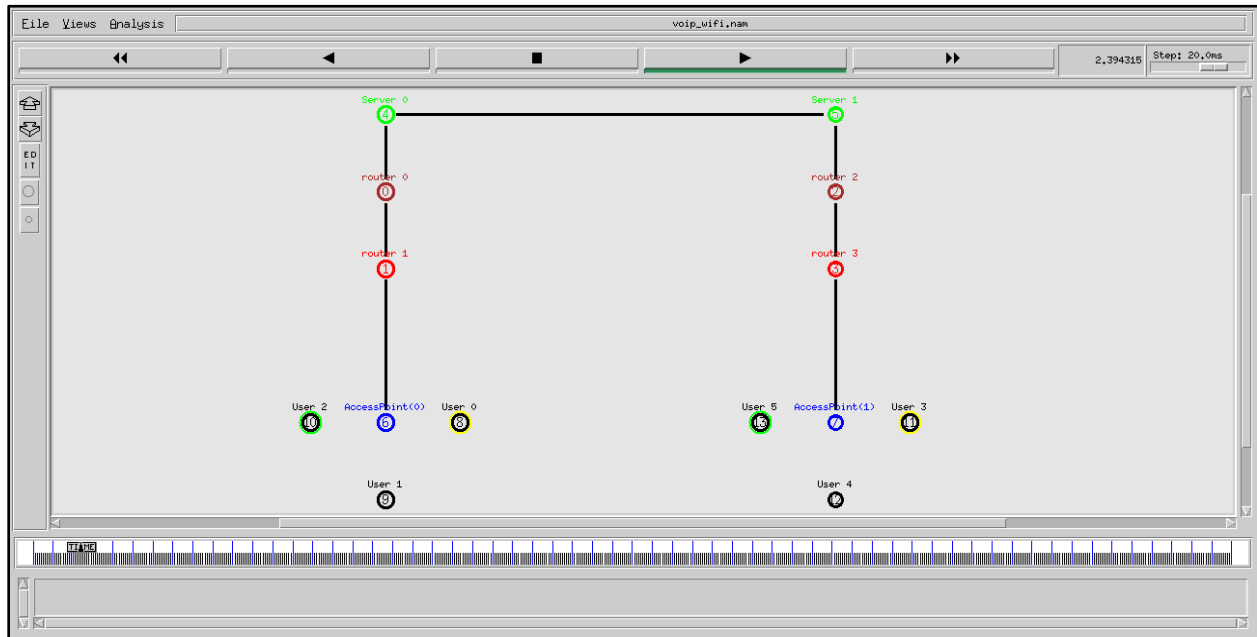 File Views Analysis voip_wifi.nam
2.394315 Step: 20.0ms
ED
IT
Server 0 Server 1
4 5
router 0 router 2
0 2
router 1 router 3
1 3
User 2 AccessPoint(0) User 0 User 5 AccessPoint(1) User 3
10 6 8 13 7 11
User 1 User 4
9 12
TIME